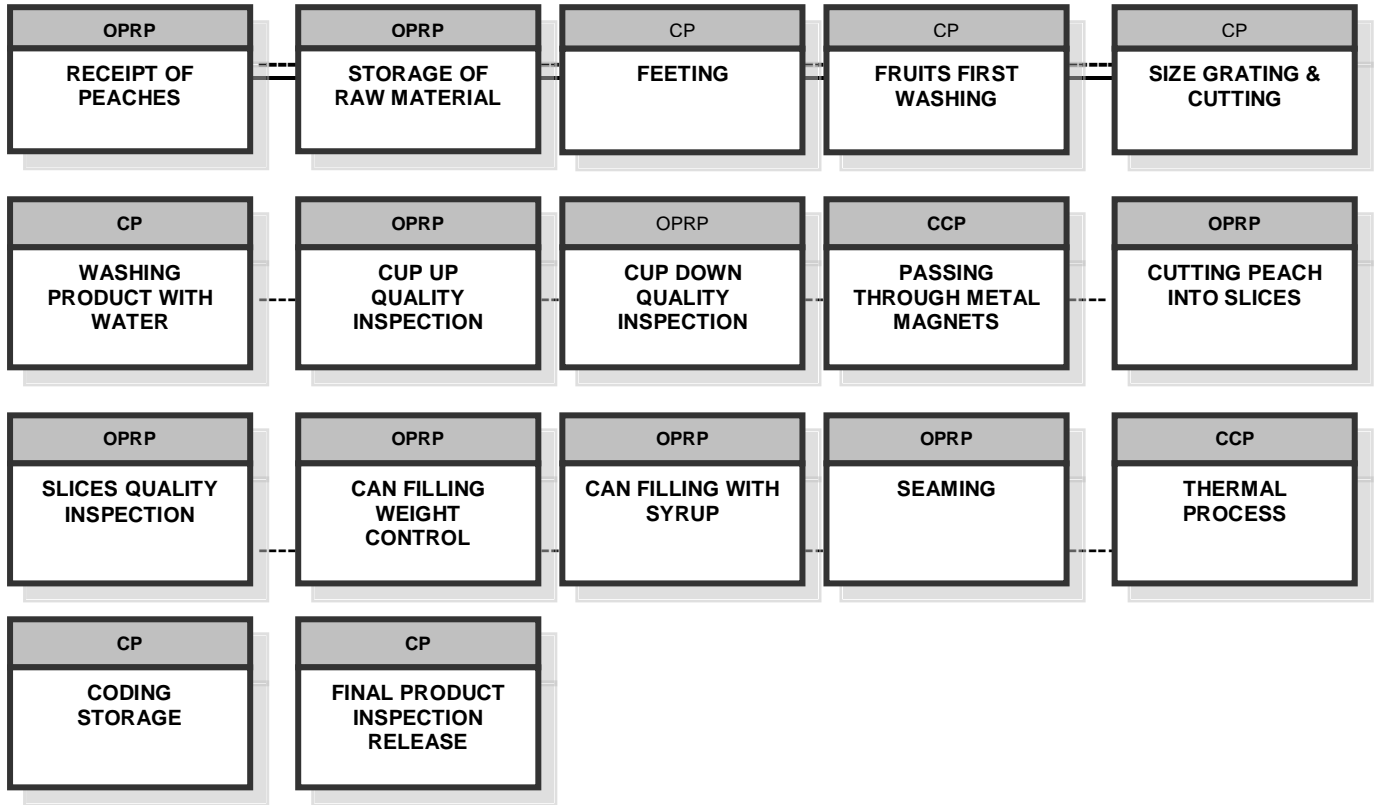 OPRP
RECEIPT OF
PEACHES
OPRP
STORAGE OF
RAW MATERIAL
CP
FEETING
CP
FRUITS FIRST
WASHING
CP
SIZE GRATING &
CUTTING
CP
WASHING
PRODUCT WITH
WATER
OPRP
CUP UP
QUALITY
INSPECTION
OPRP
CUP DOWN
QUALITY
INSPECTION
CCP
PASSING
THROUGH METAL
MAGNETS
OPRP
CUTTING PEACH
INTO SLICES
OPRP
SLICES QUALITY
INSPECTION
OPRP
CAN FILLING
WEIGHT
CONTROL
OPRP
CAN FILLING WITH
SYRUP
OPRP
SEAMING
CCP
THERMAL
PROCESS
CP
CODING
STORAGE
CP
FINAL PRODUCT
INSPECTION
RELEASE